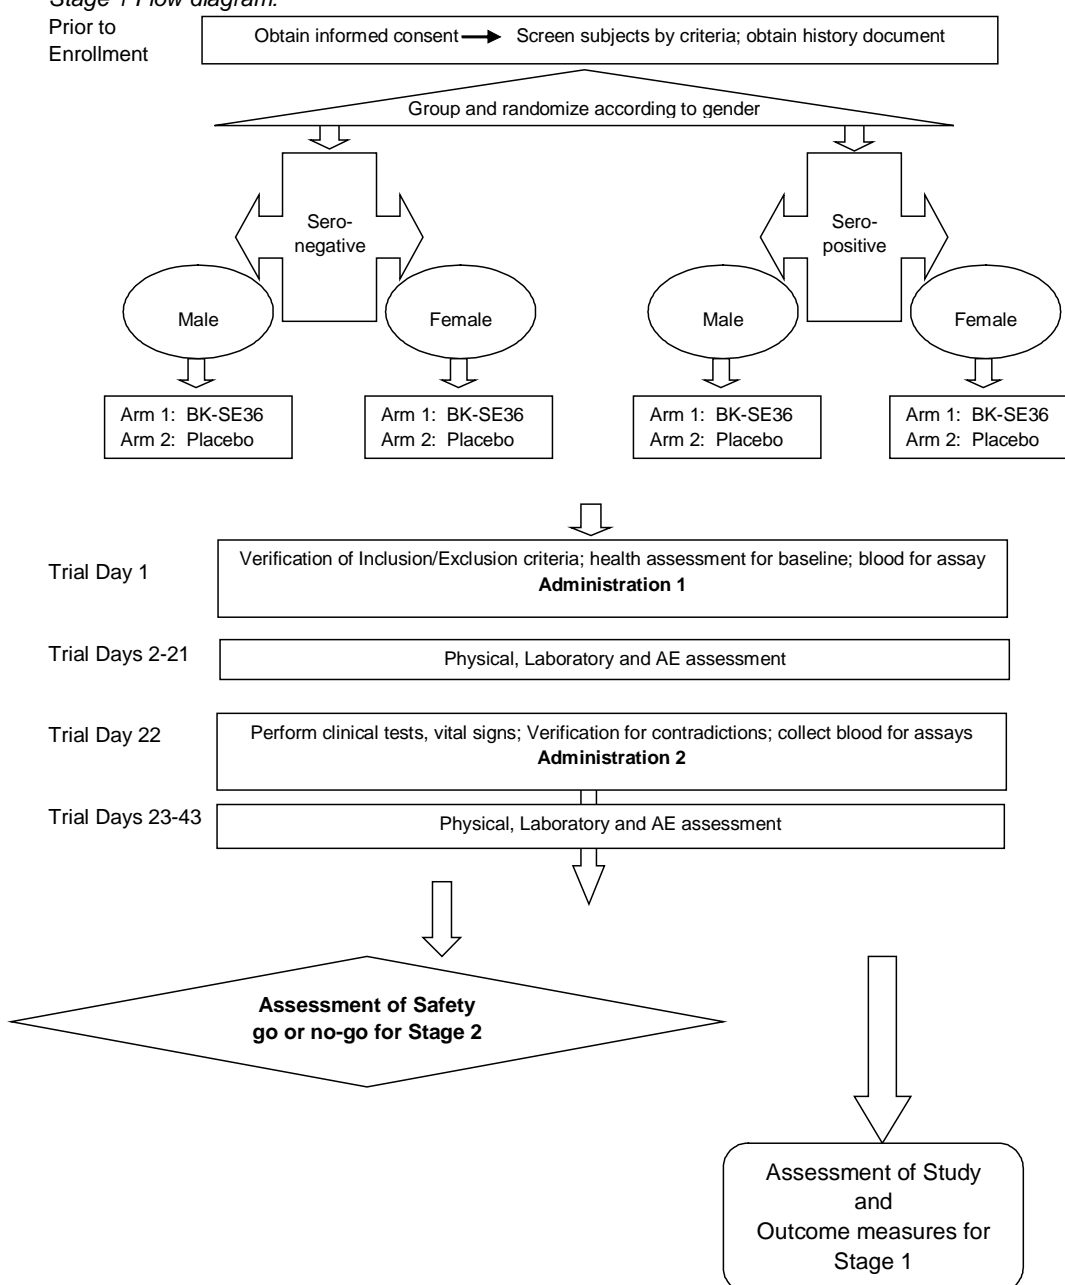 Stage 1 Flow diagram:
Prior to
Enrollment
Obtain informed consent Screen subjects by criteria; obtain history document
Group and randomize according to gender
Sero-
negative
Sero-
positive
Male
Female
Male
Female
Arm 1: BK-SE36
Arm 2: Placebo
Arm 1: BK-SE36
Arm 2: Placebo
Arm 1: BK-SE36
Arm 2: Placebo
Arm 1: BK-SE36
Arm 2: Placebo
Trial Day 1
Verification of Inclusion/Exclusion criteria; health assessment for baseline; blood for assay
Administration 1
Trial Days 2-21
Physical, Laboratory and AE assessment
Trial Day 22
Perform clinical tests, vital signs; Verification for contradictions; collect blood for assays
Administration 2
Trial Days 23-43
Physical, Laboratory and AE assessment
Assessment of Safety
go or no-go for Stage 2
Assessment of Study
and
Outcome measures for
Stage 1